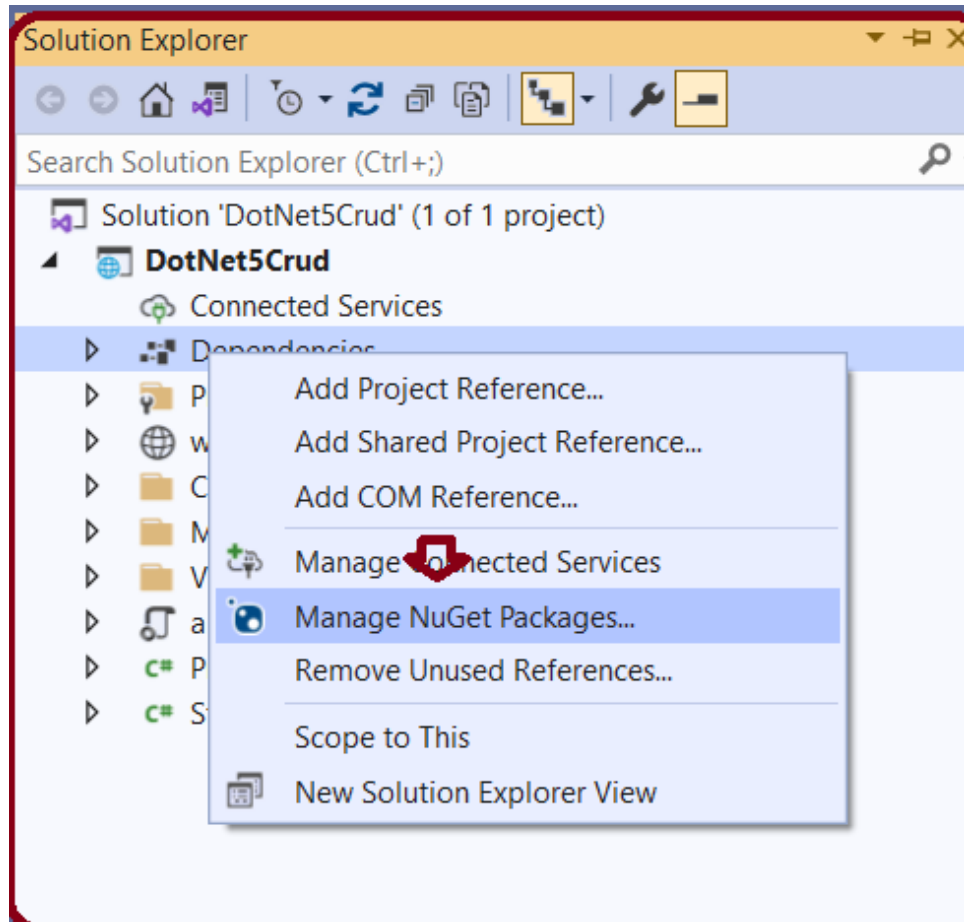 Solution Explorer
Search Solution Explorer (Ctrl+;)
Solution 'DotNet5Crud' (1 of 1 project)
DotNet5Crud
Connected Services
Dependencies
P
w
C
M
V
a
C# P
C# S
Add Project Reference...
Add Shared Project Reference...
Add COM Reference...
Manage Connected Services
Manage NuGet Packages...
Remove Unused References...
Scope to This
New Solution Explorer View